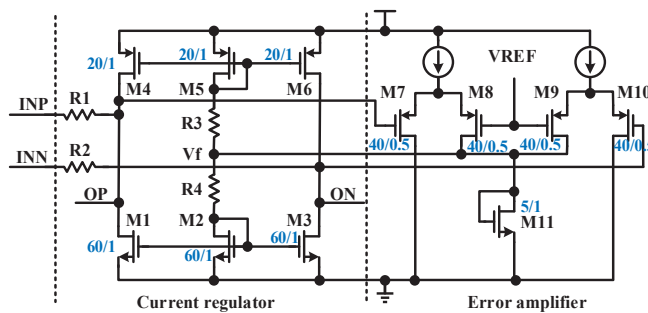 20/1 20/1 20/1
VREF
M4 M5 M6 M7 M8 M9 M10
INP R1
R3
40/0.5 40/0.5 40/0.5 40/0.5
INN R2 Vf
R4
OP ON
M1 M2 M3
5/1
M11
60/1 60/1 60/1
Current regulator Error amplifier